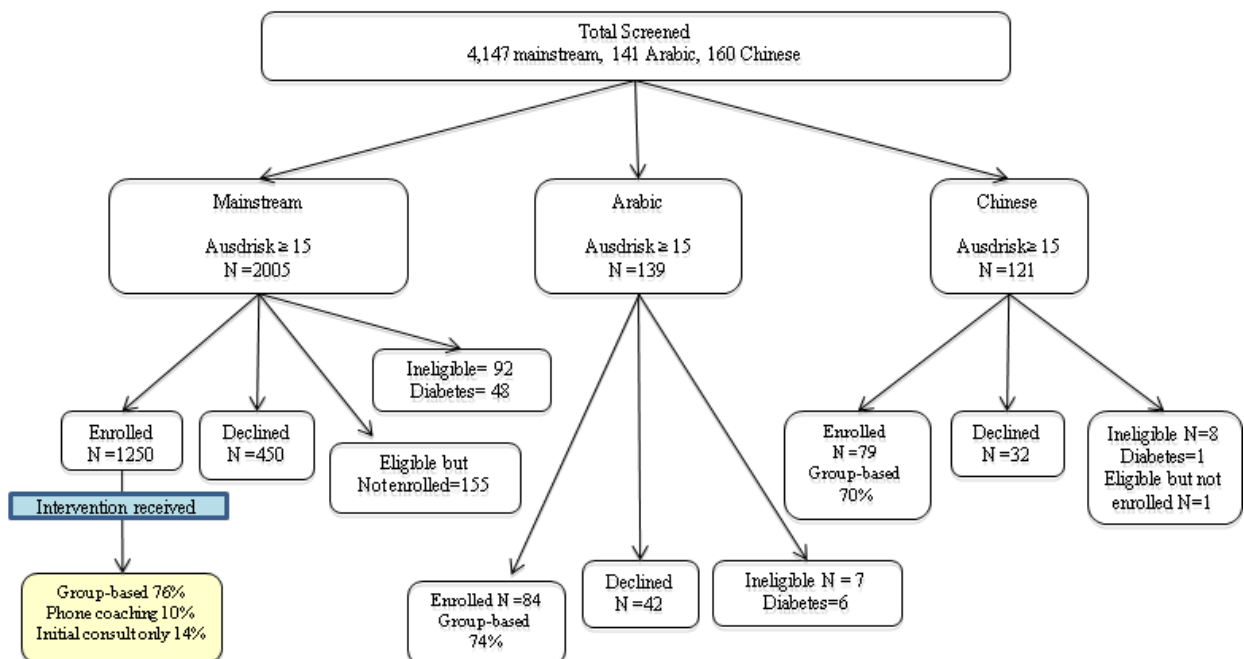 Total Screened
4,147 mainstream, 141 Arabic, 160 Chinese
Mainstream
Ausdrisk ≥ 15
N =2005
Arabic
Ausdrisk ≥ 15
N =139
Chinese
Ausdrisk≥ 15
N =121
Ineligible= 92
Diabetes= 48
Enrolled
N =1250
Declined
N =450
Eligible but
Not enrolled=155
Intervention received
Group-based 76%
Phone coaching 10%
Initial consult only 14%
Enrolled N =84
Group-based
74%
Declined
N =42
Ineligible N = 7
Diabetes=6
Enrolled
N =79
Group-based
70%
Declined
N =32
Ineligible N=8
Diabetes=1
Eligible but not
enrolled N=1